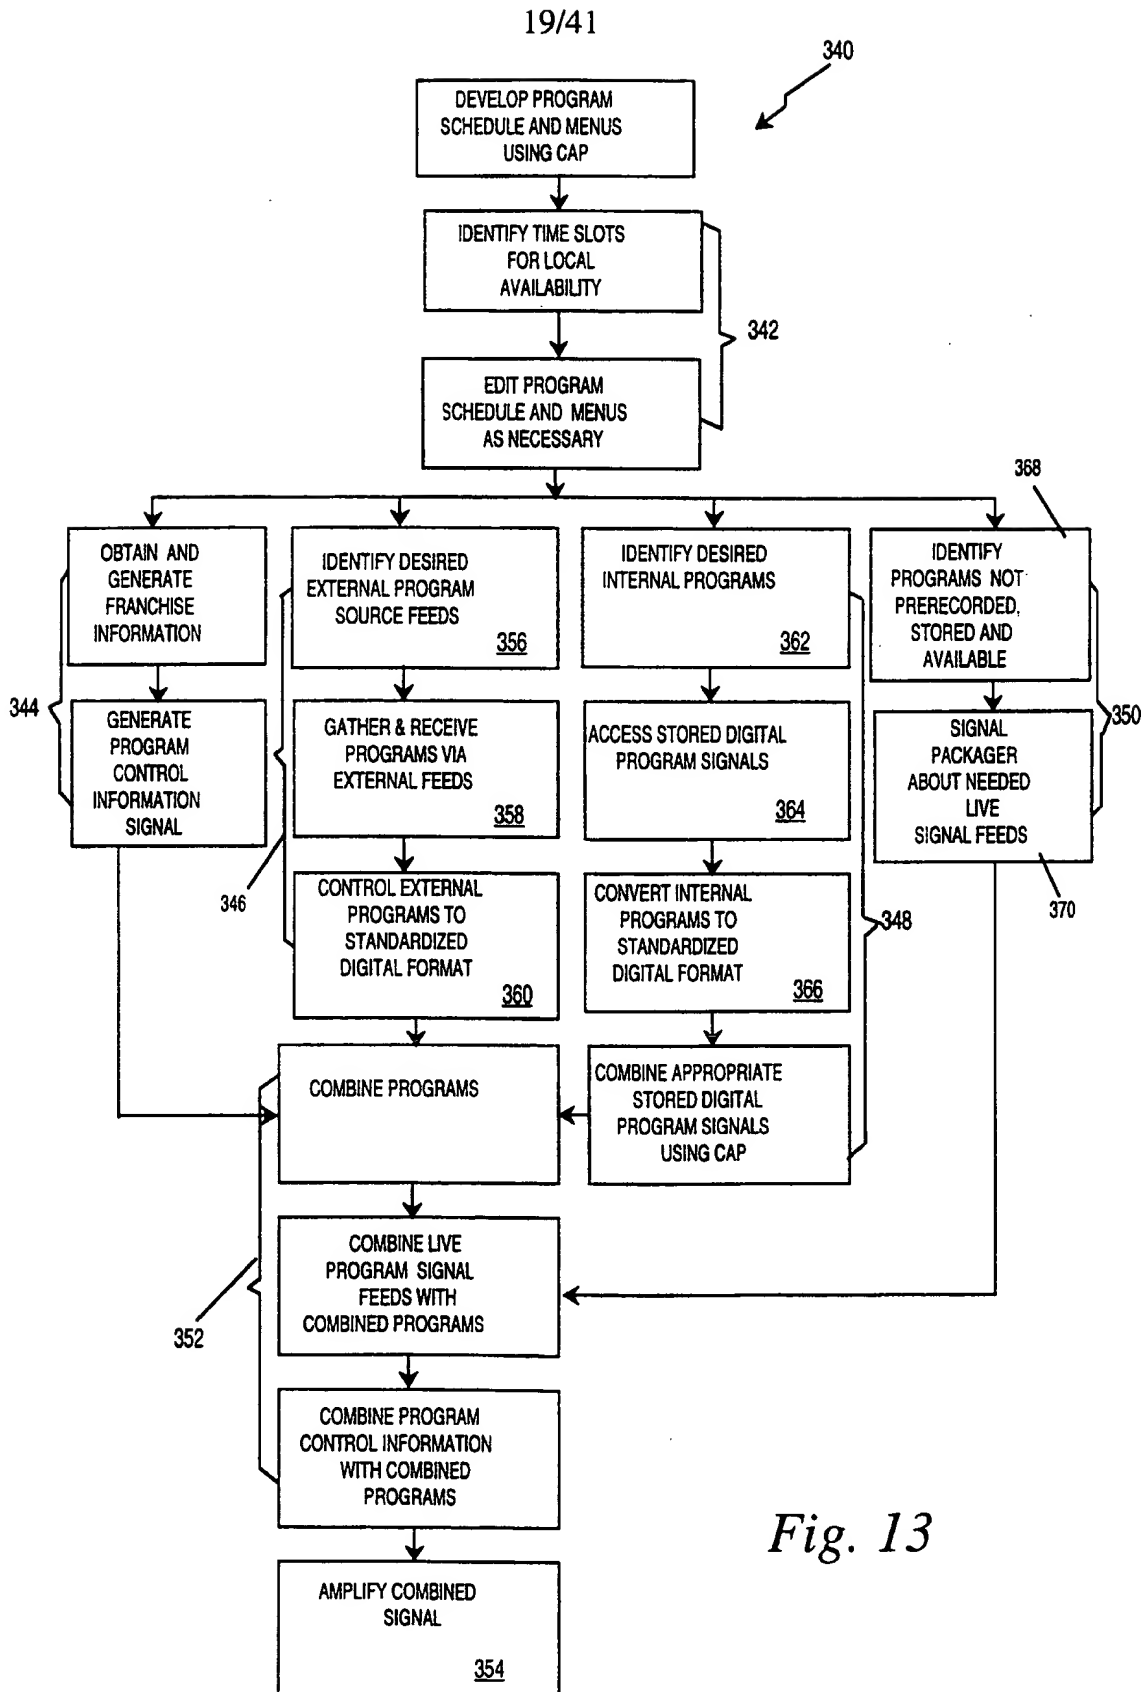 19/41
340
DEVELOP PROGRAM
SCHEDULE AND MENUS
USING CAP
IDENTIFY TIME SLOTS
FOR LOCAL
AVAILABILITY
342
EDIT PROGRAM
SCHEDULE AND MENUS
AS NECESSARY
368
OBTAIN AND
GENERATE
FRANCHISE
INFORMATION
IDENTIFY DESIRED
EXTERNAL PROGRAM
SOURCE FEEDS
356
IDENTIFY DESIRED
INTERNAL PROGRAMS
362
IDENTIFY
PROGRAMS NOT
PRERECORDED,
STORED AND
AVAILABLE
344
350
GENERATE
PROGRAM
CONTROL
INFORMATION
SIGNAL
GATHER & RECEIVE
PROGRAMS VIA
EXTERNAL FEEDS
358
ACCESS STORED DIGITAL
PROGRAM SIGNALS
364
SIGNAL
PACKAGER
ABOUT NEEDED
LIVE
SIGNAL FEEDS
346
370
CONTROL EXTERNAL
PROGRAMS TO
STANDARDIZED
DIGITAL FORMAT
360
CONVERT INTERNAL
PROGRAMS TO
STANDARDIZED
DIGITAL FORMAT
366
348
COMBINE PROGRAMS
COMBINE APPROPRIATE
STORED DIGITAL
PROGRAM SIGNALS
USING CAP
COMBINE LIVE
PROGRAM SIGNAL
FEEDS WITH
COMBINED PROGRAMS
352
COMBINE PROGRAM
CONTROL INFORMATION
WITH COMBINED
PROGRAMS
Fig. 13
AMPLIFY COMBINED
SIGNAL
354